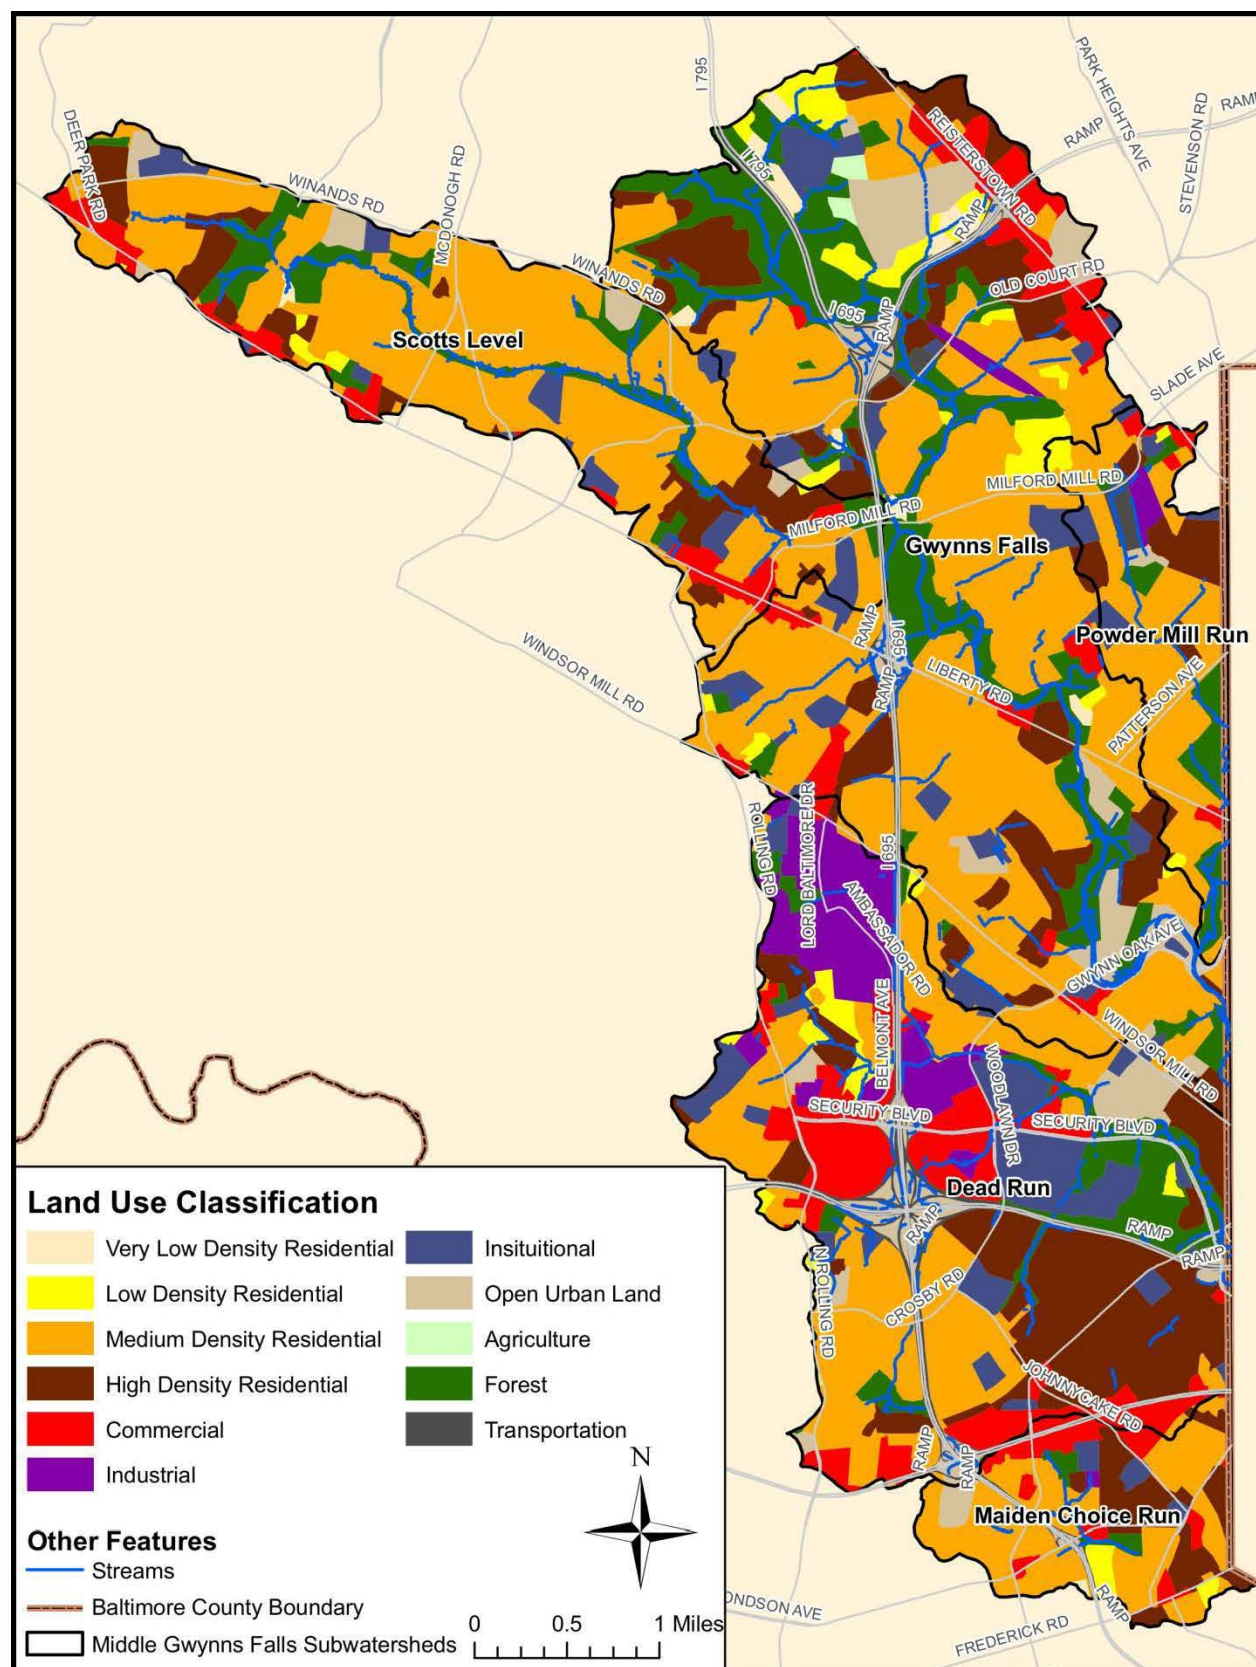 I 795
PARK HEIGHTS AVE
STEVENSON RD
RAMP
RAMP
REISTERSTOWN RD
DEER PARK RD
I 795
WINANDS RD
MCDONOGH RD
RAMP
WINANDS RD
OLD COURT RD
I 695
RAMP
Scotts Level
SLADE AVE
MILFORD MILL RD
MILFORD MILL RD
Gwynns Falls
RAMP
I 695
Powder Mill Run
WINDSOR MILL RD
RAMP
LIBERTY RD
PATTERSON AVE
ROLLING RD
LORD BALTIMORE DR
I 695
AMBASSADOR RD
GWYNN OAK AVE
BELMONT AVE
WINDSOR MILL RD
WOODLAWN DR
SECURITY BLVD
SECURITY BLVD
Dead Run
RAMP
RAMP
RAMP
N ROLLING RD
CROSBY RD
JOHNNYCAKE RD
RAMP
RAMP
Maiden Choice Run
RAMP
ONDSON AVE
FREDERICK RD
Land Use Classification
Very Low Density Residential
Low Density Residential
Medium Density Residential
High Density Residential
Commercial
Industrial
Insituitional
Open Urban Land
Agriculture
Forest
Transportation
N
Other Features
Streams
Baltimore County Boundary
Middle Gwynns Falls Subwatersheds
0 0.5 1 Miles